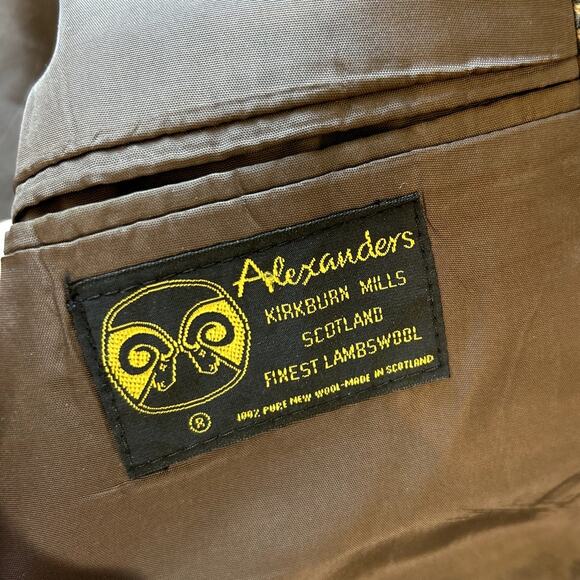 Alexanders
KIRKBURN MILLS
SCOTLAND
FINEST LAMBSWOOL
100% PURE NEW WOOL-MADE IN SCOTLAND
®